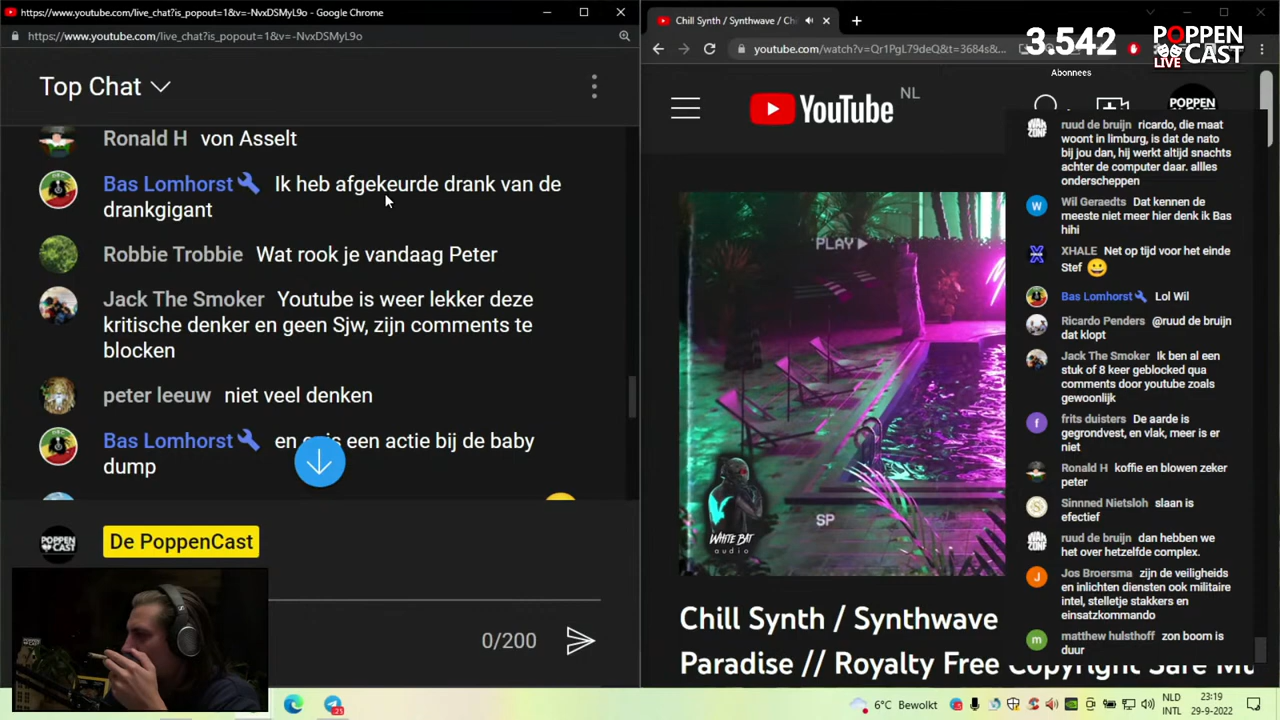 https://www.youtube.com/live_chat?is_popout=1&v=-NvxDSMyL9o - Google Chrome
https://www.youtube.com/live_chat?is_popout=1&v=-NvxDSMyL9o
Top Chat
Ronald H von Asselt
Bas Lomhorst Ik heb afgekeurde drank van de
drankgigant
Robbie Trobbie Wat rook je vandaag Peter
Jack The Smoker Youtube is weer lekker deze
kritische denker en geen Sjw, zijn comments te
blocken
peter leeuw niet veel denken
Bas Lomhorst en een actie bij de baby
dump
De PoppenCast
0/200
Chill Synth / Synthwave / Chi
youtube.com/watch?v=Qr1PgL79deQ&t=3684s&...
3.542
Abonnees
POPPEN
LIVE CAST
YouTube NL
POPPEN
PLAY
SP
WHITE BAT
audio
Chill Synth / Synthwave
Paradise // Royalty Free Copyright Safe Mu
ruud de bruijn ricardo, die maat
woont in limburg, is dat de nato
bij jou dan, hij werkt altijd snachts
achter de computer daar. allles
onderscheppen
Wil Geraedts Dat kennen de
meeste niet meer hier denk ik Bas
hihi
XHALE Net op tijd voor het einde
Stef
Bas Lomhorst Lol Wil
Ricardo Penders @ruud de bruijn
dat klopt
Jack The Smoker Ik ben al een
stuk of 8 keer geblocked qua
comments door youtube zoals
gewoonlijk
frits duisters De aarde is
gegrondvest, en vlak, meer is er
niet
Ronald H koffie en blowen zeker
peter
Sinnned Nietsloh slaan is
efectief
ruud de bruijn dan hebben we
het over hetzelfde complex.
Jos Broersma zijn de veiligheids
en inlichten diensten ook militaire
intel, stelletje stakkers en
einsatzkommando
matthew hulsthoff zon boom is
duur
6°C Bewolkt
NLD
INTL
23:19
29-9-2022